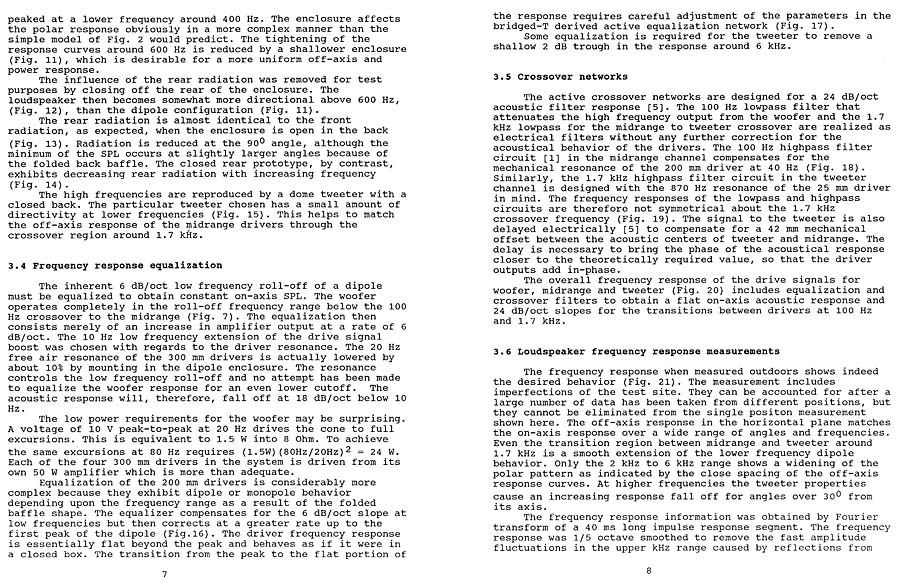 peaked at a lower frequency around 400 Hz. The enclosure affects
the polar response obviously in a more complex manner than the
simple model of Fig. 2 would predict. The tightening of the
response curves around 600 Hz is reduced by a shallower enclosure
(Fig. 11), which is desirable for a more uniform off-axis and
power response.
The influence of the rear radiation was removed for test
purposes by closing off the rear of the enclosure. The
loudspeaker then becomes somewhat more directional above 600 Hz,
(Fig. 12), than the dipole configuration (Fig. 11).
The rear radiation is almost identical to the front
radiation, as expected, when the enclosure is open in the back
(Fig. 13). Radiation is reduced at the 90⁰ angle, although the
minimum of the SPL occurs at slightly larger angles because of
the folded back baffle. The closed rear prototype, by contrast,
exhibits decreasing rear radiation with increasing frequency
(Fig. 14).
The high frequencies are reproduced by a dome tweeter with a
closed back. The particular tweeter chosen has a small amount of
directivity at lower frequencies (Fig. 15). This helps to match
the off-axis response of the midrange drivers through the
crossover region around 1.7 kHz.
3.4 Frequency response equalization
The inherent 6 dB/oct low frequency roll-off of a dipole
must be equalized to obtain constant on-axis SPL. The woofer
operates completely in the roll-off frequency range below the 100
Hz crossover to the midrange (Fig. 7). The equalization then
consists merely of an increase in amplifier output at a rate of 6
dB/oct. The 10 Hz low frequency extension of the drive signal
boost was chosen with regards to the driver resonance. The 20 Hz
free air resonance of the 300 mm drivers is actually lowered by
about 10% by mounting in the dipole enclosure. The resonance
controls the low frequency roll-off and no attempt has been made
to equalize the woofer response for an even lower cutoff. The
acoustic response will, therefore, fall off at 18 dB/oct below 10
Hz.
The low power requirements for the woofer may be surprising.
A voltage of 10 V peak-to-peak at 20 Hz drives the cone to full
excursions. This is equivalent to 1.5 W into 8 Ohm. To achieve
the same excursions at 80 Hz requires (1.5W)(80Hz/20Hz)² = 24 W.
Each of the four 300 mm drivers in the system is driven from its
own 50 W amplifier which is more than adequate.
Equalization of the 200 mm drivers is considerably more
complex because they exhibit dipole or monopole behavior
depending upon the frequency range as a result of the folded
baffle shape. The equalizer compensates for the 6 dB/oct slope at
low frequencies but then corrects at a greater rate up to the
first peak of the dipole (Fig.16). The driver frequency response
is essentially flat beyond the peak and behaves as if it were in
a closed box. The transition from the peak to the flat portion of
7
the response requires careful adjustment of the parameters in the
bridged-T derived active equalization network (Fig. 17).
Some equalization is required for the tweeter to remove a
shallow 2 dB trough in the response around 6 kHz.
3.5 Crossover networks
The active crossover networks are designed for a 24 dB/oct
acoustic filter response [5]. The 100 Hz lowpass filter that
attenuates the high frequency output from the woofer and the 1.7
kHz lowpass for the midrange to tweeter crossover are realized as
electrical filters without any further correction for the
acoustical behavior of the drivers. The 100 Hz highpass filter
circuit [1] in the midrange channel compensates for the
mechanical resonance of the 200 mm driver at 40 Hz (Fig. 18).
Similarly, the 1.7 kHz highpass filter circuit in the tweeter
channel is designed with the 870 Hz resonance of the 25 mm driver
in mind. The frequency responses of the lowpass and highpass
circuits are therefore not symmetrical about the 1.7 kHz
crossover frequency (Fig. 19). The signal to the tweeter is also
delayed electrically [5] to compensate for a 42 mm mechanical
offset between the acoustic centers of tweeter and midrange. The
delay is necessary to bring the phase of the acoustical response
closer to the theoretically required value, so that the driver
outputs add in-phase.
The overall frequency response of the drive signals for
woofer, midrange and tweeter (Fig. 20) includes equalization and
crossover filters to obtain a flat on-axis acoustic response and
24 dB/oct slopes for the transitions between drivers at 100 Hz
and 1.7 kHz.
3.6 Loudspeaker frequency response measurements
The frequency response when measured outdoors shows indeed
the desired behavior (Fig. 21). The measurement includes
imperfections of the test site. They can be accounted for after a
large number of data has been taken from different positions, but
they cannot be eliminated from the single positon measurement
shown here. The off-axis response in the horizontal plane matches
the on-axis response over a wide range of angles and frequencies.
Even the transition region between midrange and tweeter around
1.7 kHz is a smooth extension of the lower frequency dipole
behavior. Only the 2 kHz to 6 kHz range shows a widening of the
polar pattern as indicated by the close spacing of the off-axis
response curves. At higher frequencies the tweeter properties
cause an increasing response fall off for angles over 30⁰ from
its axis.
The frequency response information was obtained by Fourier
transform of a 40 ms long impulse response segment. The frequency
response was 1/5 octave smoothed to remove the fast amplitude
fluctuations in the upper kHz range caused by reflections from
8